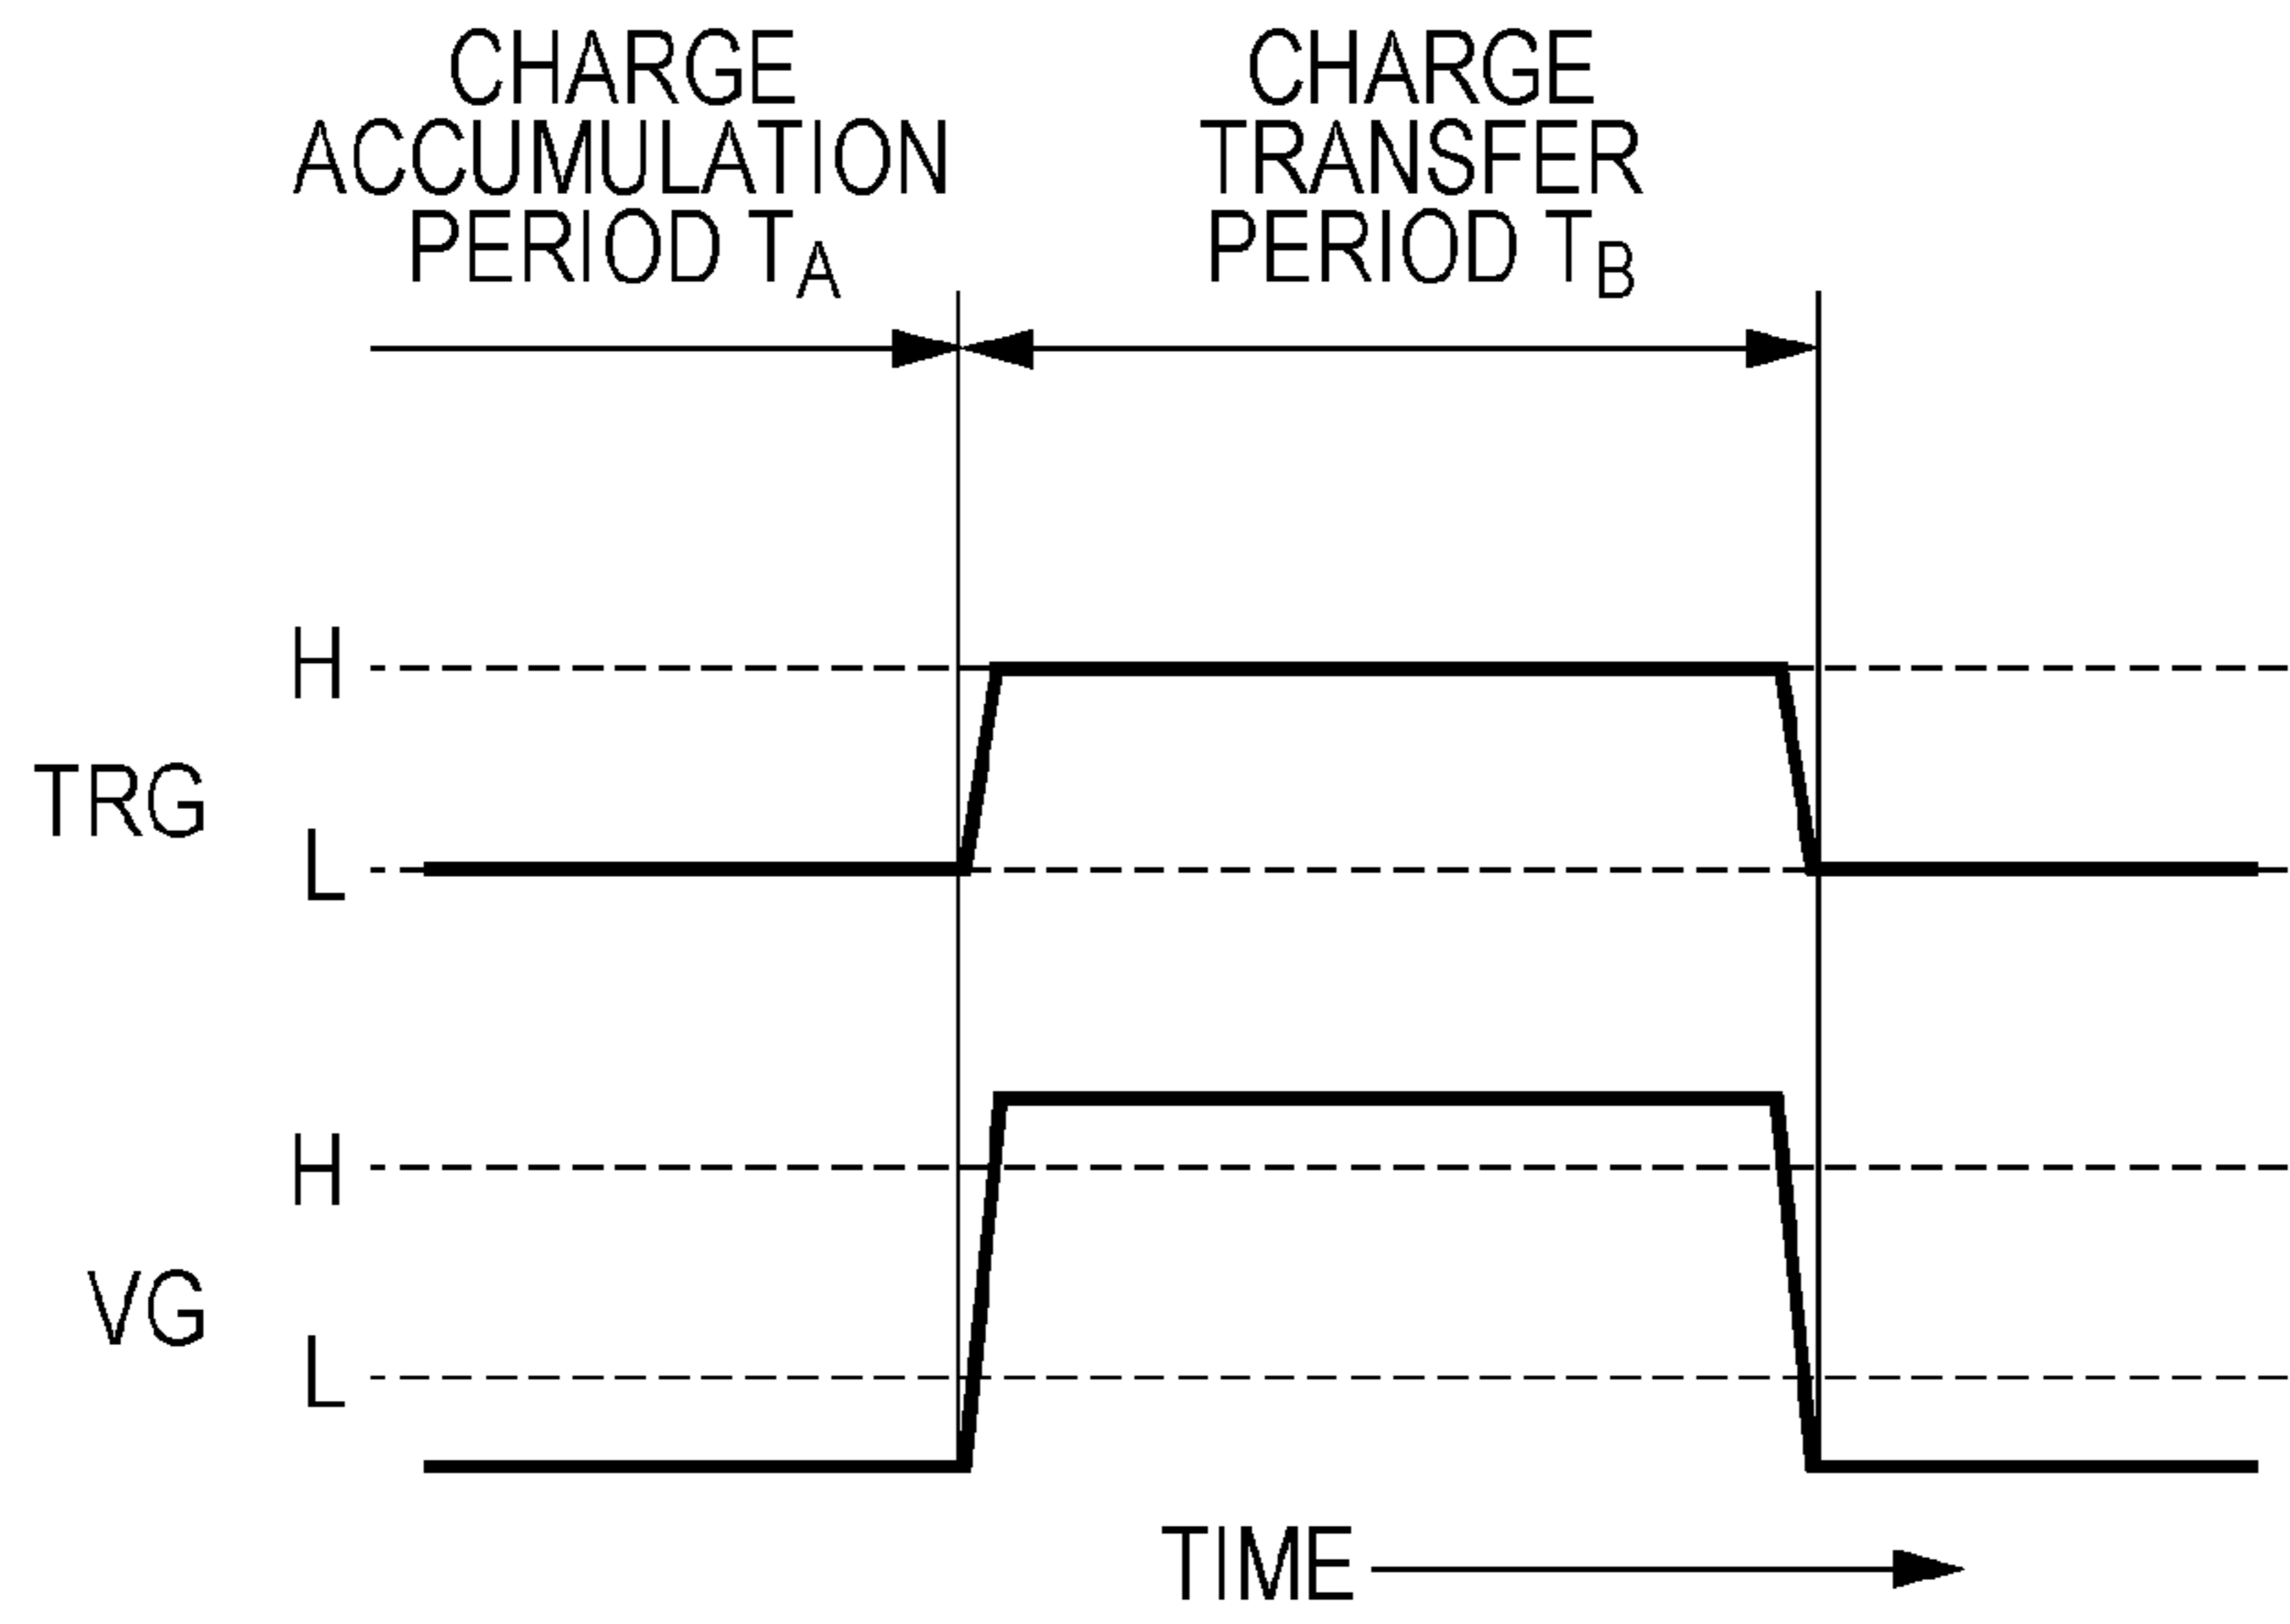 CHARGE
ACCUMULATION
PERIOD TA
CHARGE
TRANSFER
PERIOD TB
H
TRG
L
H
VG
L
TIME